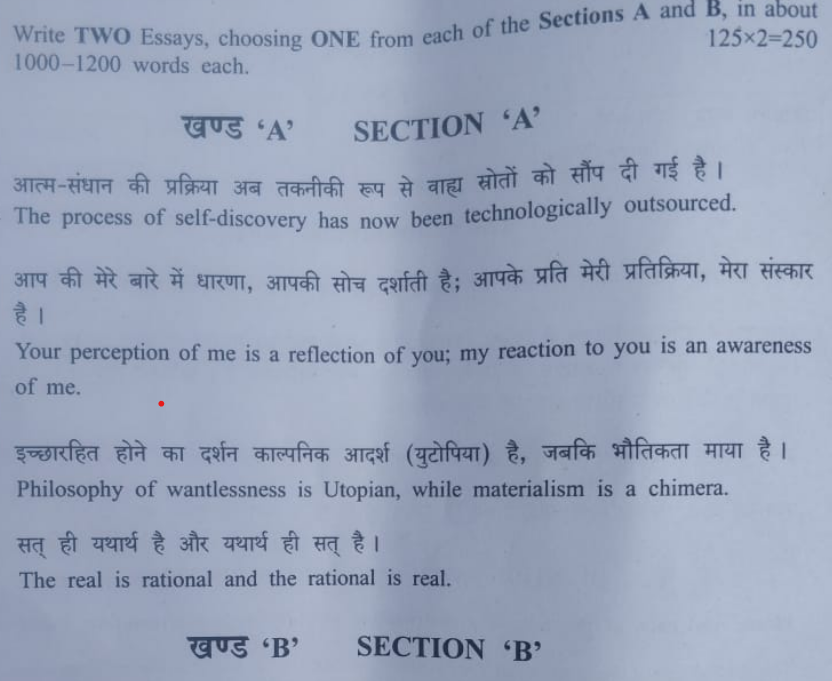 Write TWO Essays, choosing ONE from each of the Sections A and B, in about
1000–1200 words each. 125×2=250
खण्ड ‘A’ SECTION ‘A’
आत्म-संधान की प्रक्रिया अब तकनीकी रूप से वाह्य स्रोतों को सौंप दी गई है।
The process of self-discovery has now been technologically outsourced.
आप की मेरे बारे में धारणा, आपकी सोच दर्शाती है; आपके प्रति मेरी प्रतिक्रिया, मेरा संस्कार
है।
Your perception of me is a reflection of you; my reaction to you is an awareness
of me.
इच्छारहित होने का दर्शन काल्पनिक आदर्श (युटोपिया) है, जबकि भौतिकता माया है।
Philosophy of wantlessness is Utopian, while materialism is a chimera.
सत् ही यथार्थ है और यथार्थ ही सत् है।
The real is rational and the rational is real.
खण्ड ‘B’ SECTION ‘B’